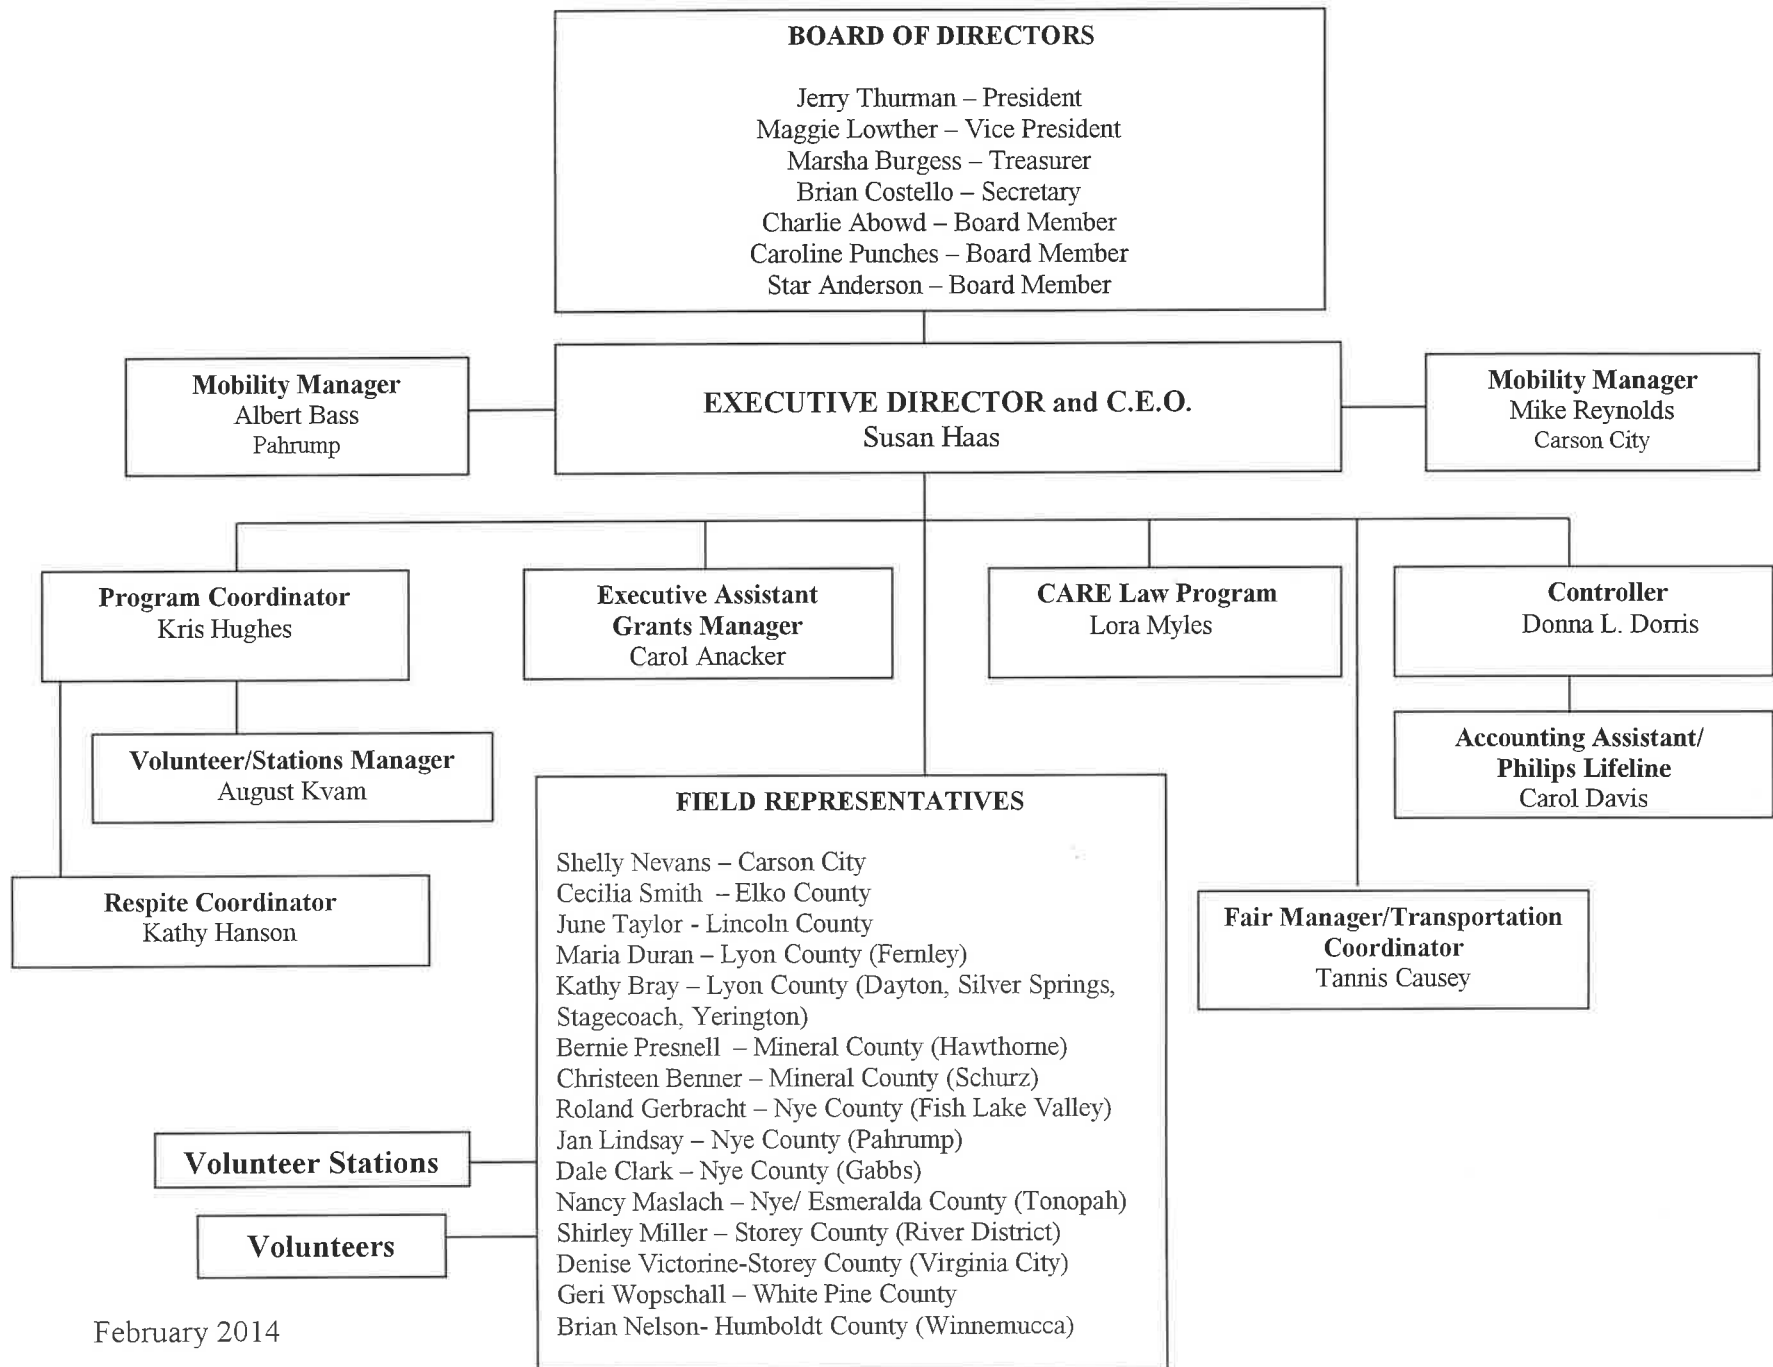 BOARD OF DIRECTORS
Jerry Thurman – President
Maggie Lowther – Vice President
Marsha Burgess – Treasurer
Brian Costello – Secretary
Charlie Abowd – Board Member
Caroline Punches – Board Member
Star Anderson – Board Member
Mobility Manager
Albert Bass
Pahrump
EXECUTIVE DIRECTOR and C.E.O.
Susan Haas
Mobility Manager
Mike Reynolds
Carson City
Program Coordinator
Kris Hughes
Executive Assistant
Grants Manager
Carol Anacker
CARE Law Program
Lora Myles
Controller
Donna L. Dorris
Volunteer/Stations Manager
August Kvam
Accounting Assistant/
Philips Lifeline
Carol Davis
Respite Coordinator
Kathy Hanson
Fair Manager/Transportation
Coordinator
Tannis Causey
FIELD REPRESENTATIVES
Shelly Nevans – Carson City
Cecilia Smith – Elko County
June Taylor - Lincoln County
Maria Duran – Lyon County (Fernley)
Kathy Bray – Lyon County (Dayton, Silver Springs,
Stagecoach, Yerington)
Bernie Presnell – Mineral County (Hawthorne)
Christeen Benner – Mineral County (Schurz)
Roland Gerbracht – Nye County (Fish Lake Valley)
Jan Lindsay – Nye County (Pahrump)
Dale Clark – Nye County (Gabbs)
Nancy Maslach – Nye/ Esmeralda County (Tonopah)
Shirley Miller – Storey County (River District)
Denise Victorine-Storey County (Virginia City)
Geri Wopschall – White Pine County
Brian Nelson- Humboldt County (Winnemucca)
Volunteer Stations
Volunteers
February 2014